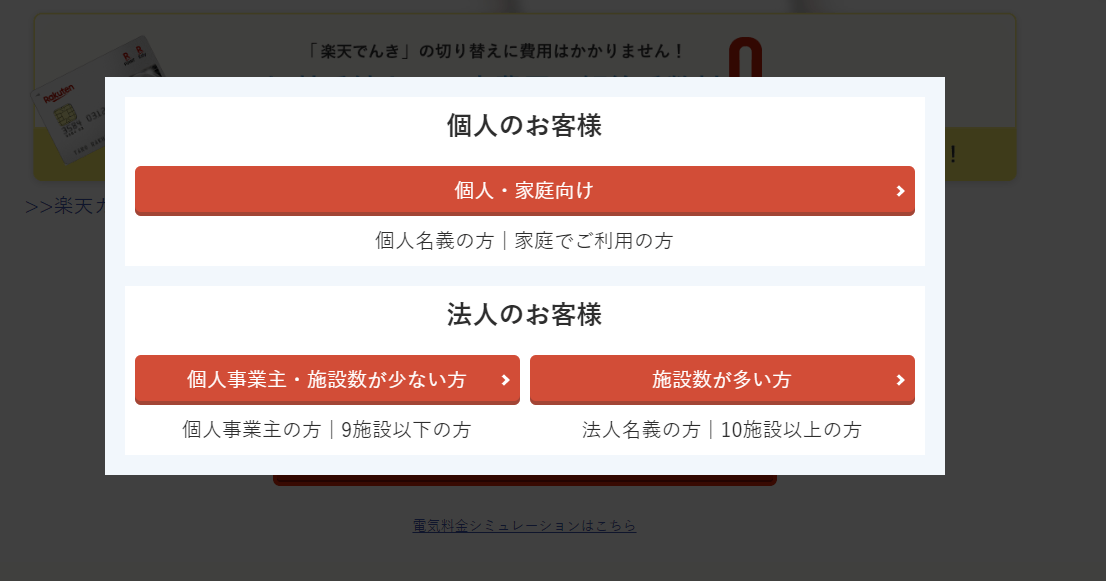 「楽天でんき」の切り替えに費用はかかりません！
Rakuten
>>楽天カ
個人のお客様
個人・家庭向け
個人名義の方｜家庭でご利用の方
法人のお客様
個人事業主・施設数が少ない方
施設数が多い方
個人事業主の方｜9施設以下の方
法人名義の方｜10施設以上の方
電気料金シミュレーションはこちら